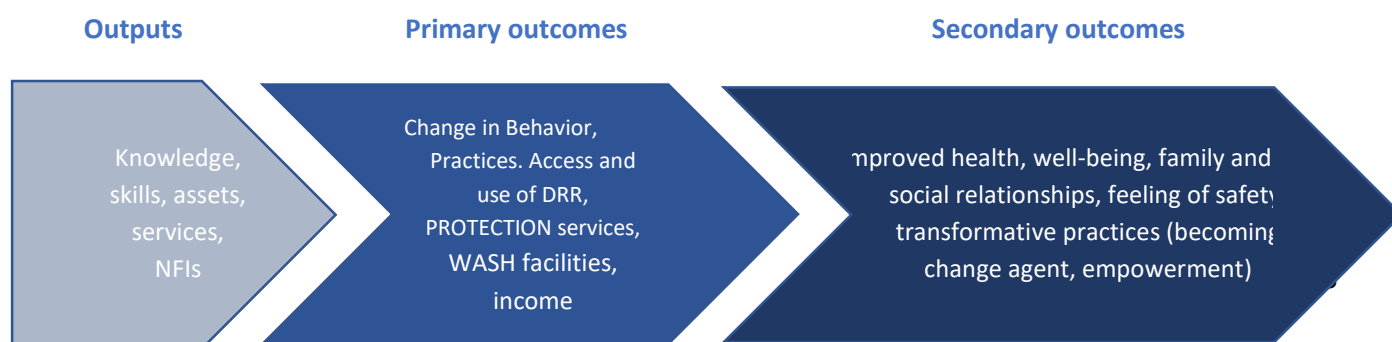 Outputs
Primary outcomes
Secondary outcomes
Knowledge,
skills, assets,
services,
NFIs
Change in Behavior,
Practices. Access and
use of DRR,
PROTECTION services,
WASH facilities,
income
mproved health, well-being, family and
social relationships, feeling of safety
transformative practices (becoming
change agent, empowerment)